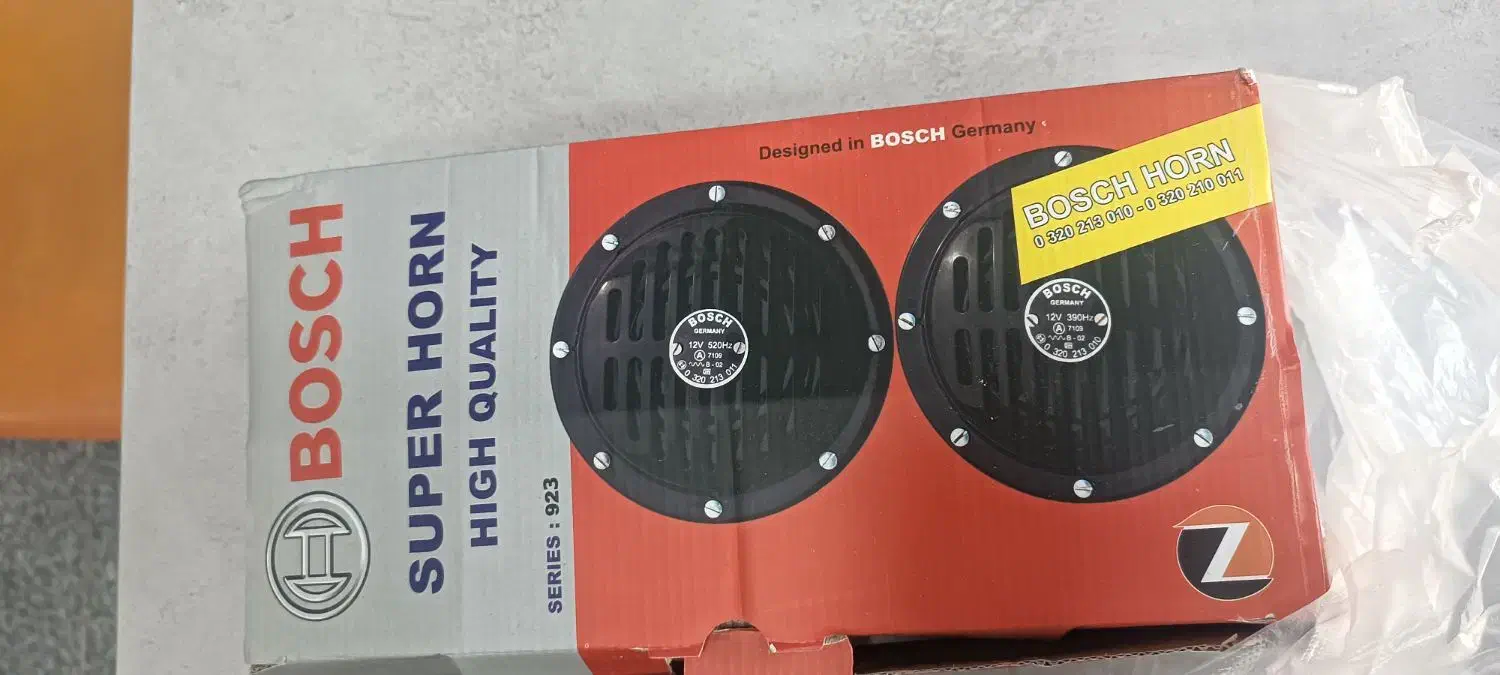 BOSCH
SUPER HORN
HIGH QUALITY
SERIES : 923
Designed in BOSCH Germany
BOSCH HORN
0 320 213 010 - 0 320 210 011
BOSCH
GERMANY
12V 520Hz
A 7109
B - 02
0 320 213 011
BOSCH
GERMANY
12V 390Hz
A 7109
B - 02
0 320 213 010
Z